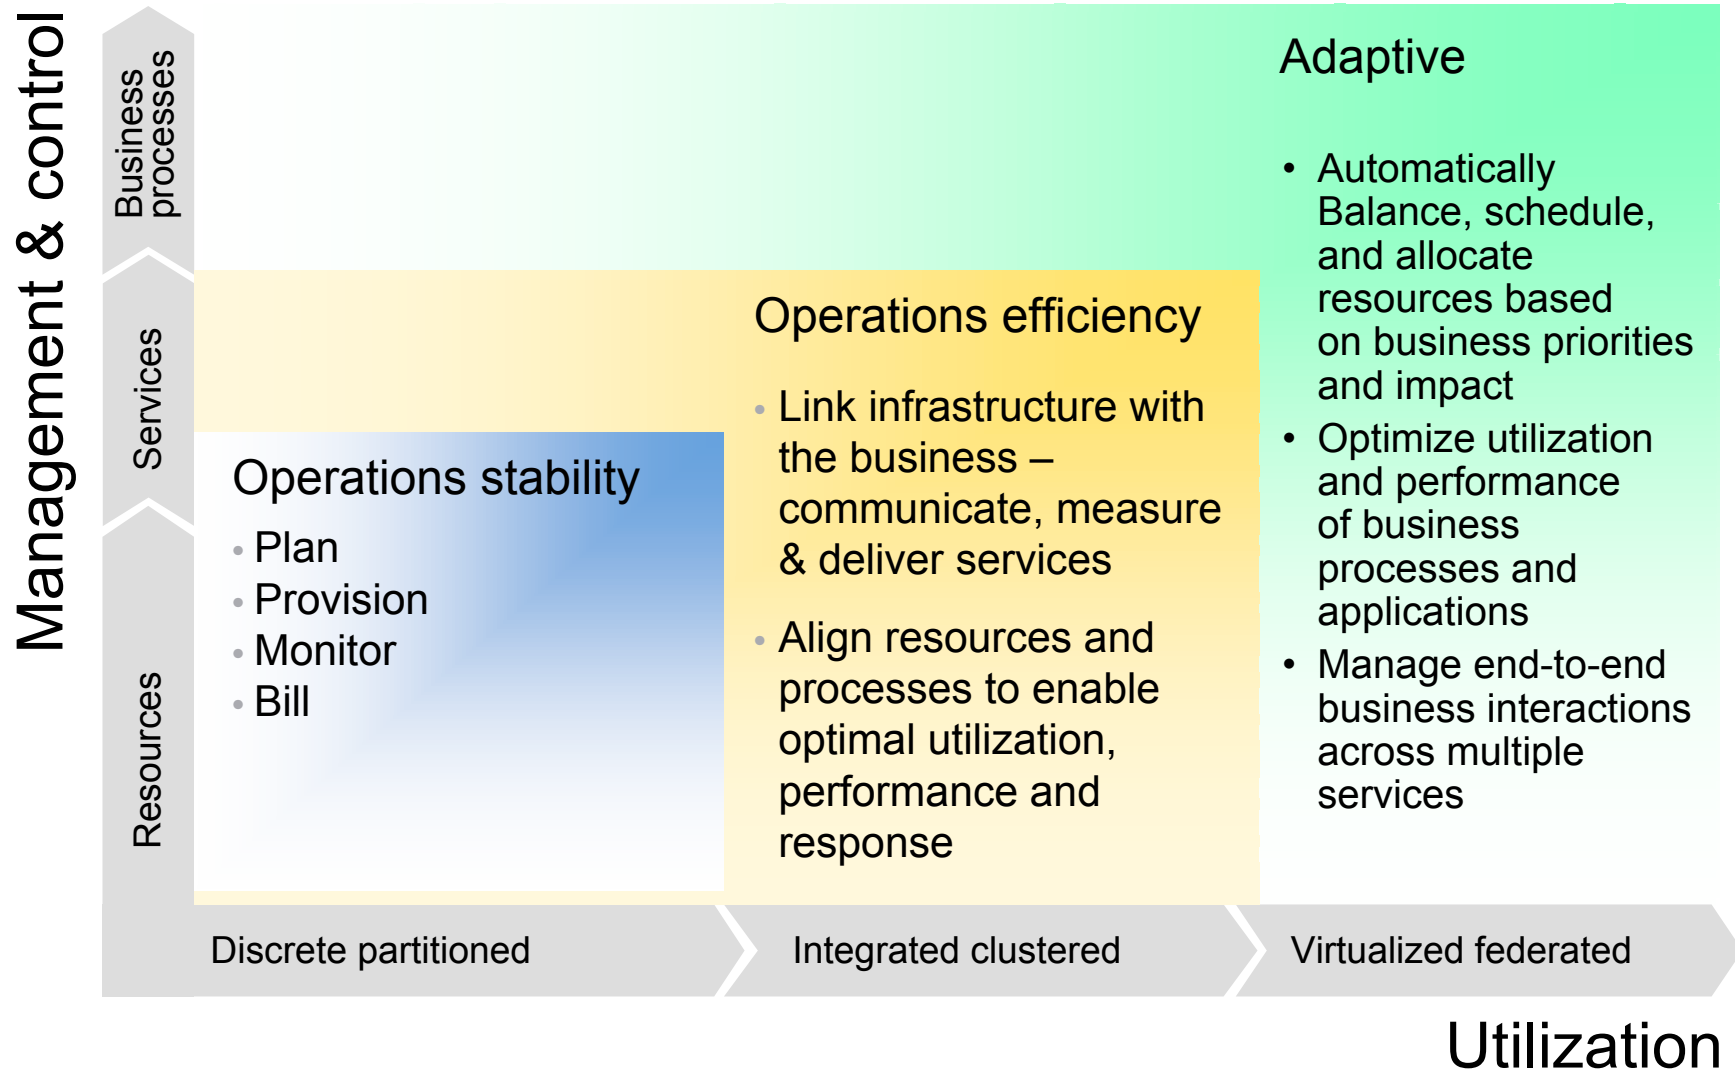 Management & control
Business
processes
Services
Resources
Adaptive
• Automatically
Balance, schedule,
and allocate
resources based
on business priorities
and impact
• Optimize utilization
and performance
of business
processes and
applications
• Manage end-to-end
business interactions
across multiple
services
Operations efficiency
• Link infrastructure with
the business –
communicate, measure
& deliver services
• Align resources and
processes to enable
optimal utilization,
performance and
response
Operations stability
• Plan
• Provision
• Monitor
• Bill
Discrete partitioned
Integrated clustered
Virtualized federated
Utilization